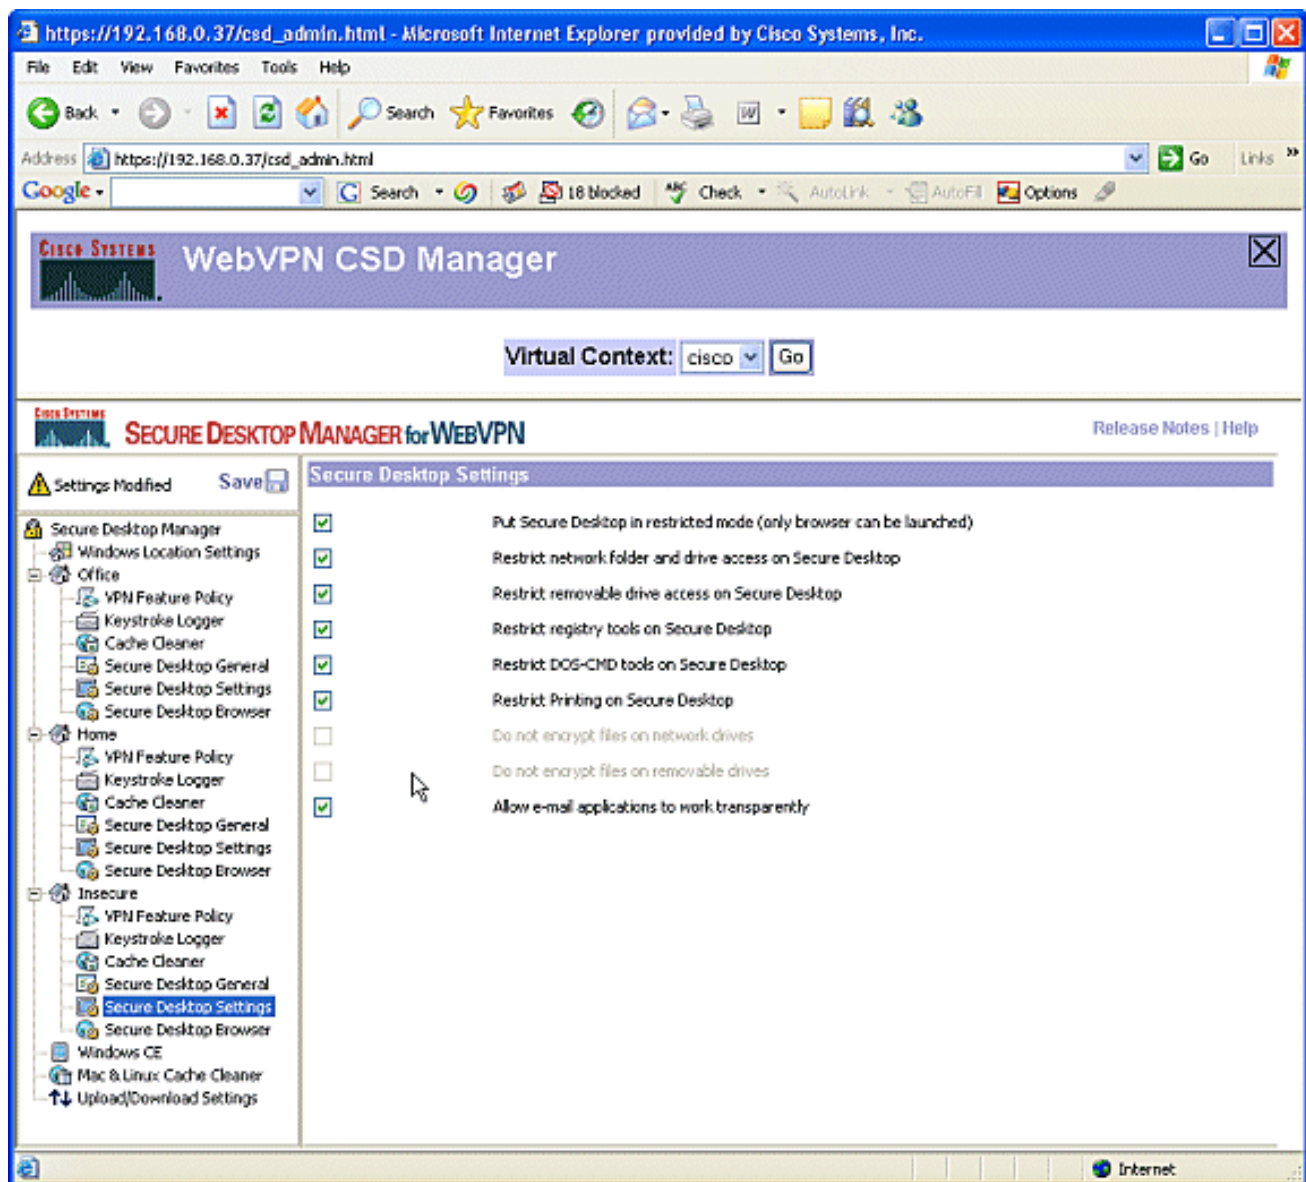 https://192.168.0.37/csd_admin.html - Microsoft Internet Explorer provided by Cisco Systems, Inc.
File Edit View Favorites Tools Help
Back Search Favorites
Address https://192.168.0.37/csd_admin.html Go Links »
Google Search 18 blocked ABC Check AutoLink AutoFill Options
CISCO SYSTEMS WebVPN CSD Manager
Virtual Context: cisco Go
CISCO SYSTEMS SECURE DESKTOP MANAGER for WEBVPN Release Notes | Help
Settings Modified Save
Secure Desktop Manager
Windows Location Settings
Office
VPN Feature Policy
Keystroke Logger
Cache Cleaner
Secure Desktop General
Secure Desktop Settings
Secure Desktop Browser
Home
VPN Feature Policy
Keystroke Logger
Cache Cleaner
Secure Desktop General
Secure Desktop Settings
Secure Desktop Browser
Insecure
VPN Feature Policy
Keystroke Logger
Cache Cleaner
Secure Desktop General
Secure Desktop Settings
Secure Desktop Browser
Windows CE
Mac & Linux Cache Cleaner
Upload/Download Settings
Secure Desktop Settings
Put Secure Desktop in restricted mode (only browser can be launched)
Restrict network folder and drive access on Secure Desktop
Restrict removable drive access on Secure Desktop
Restrict registry tools on Secure Desktop
Restrict DOS-CMD tools on Secure Desktop
Restrict Printing on Secure Desktop
Do not encrypt files on network drives
Do not encrypt files on removable drives
Allow e-mail applications to work transparently
Internet